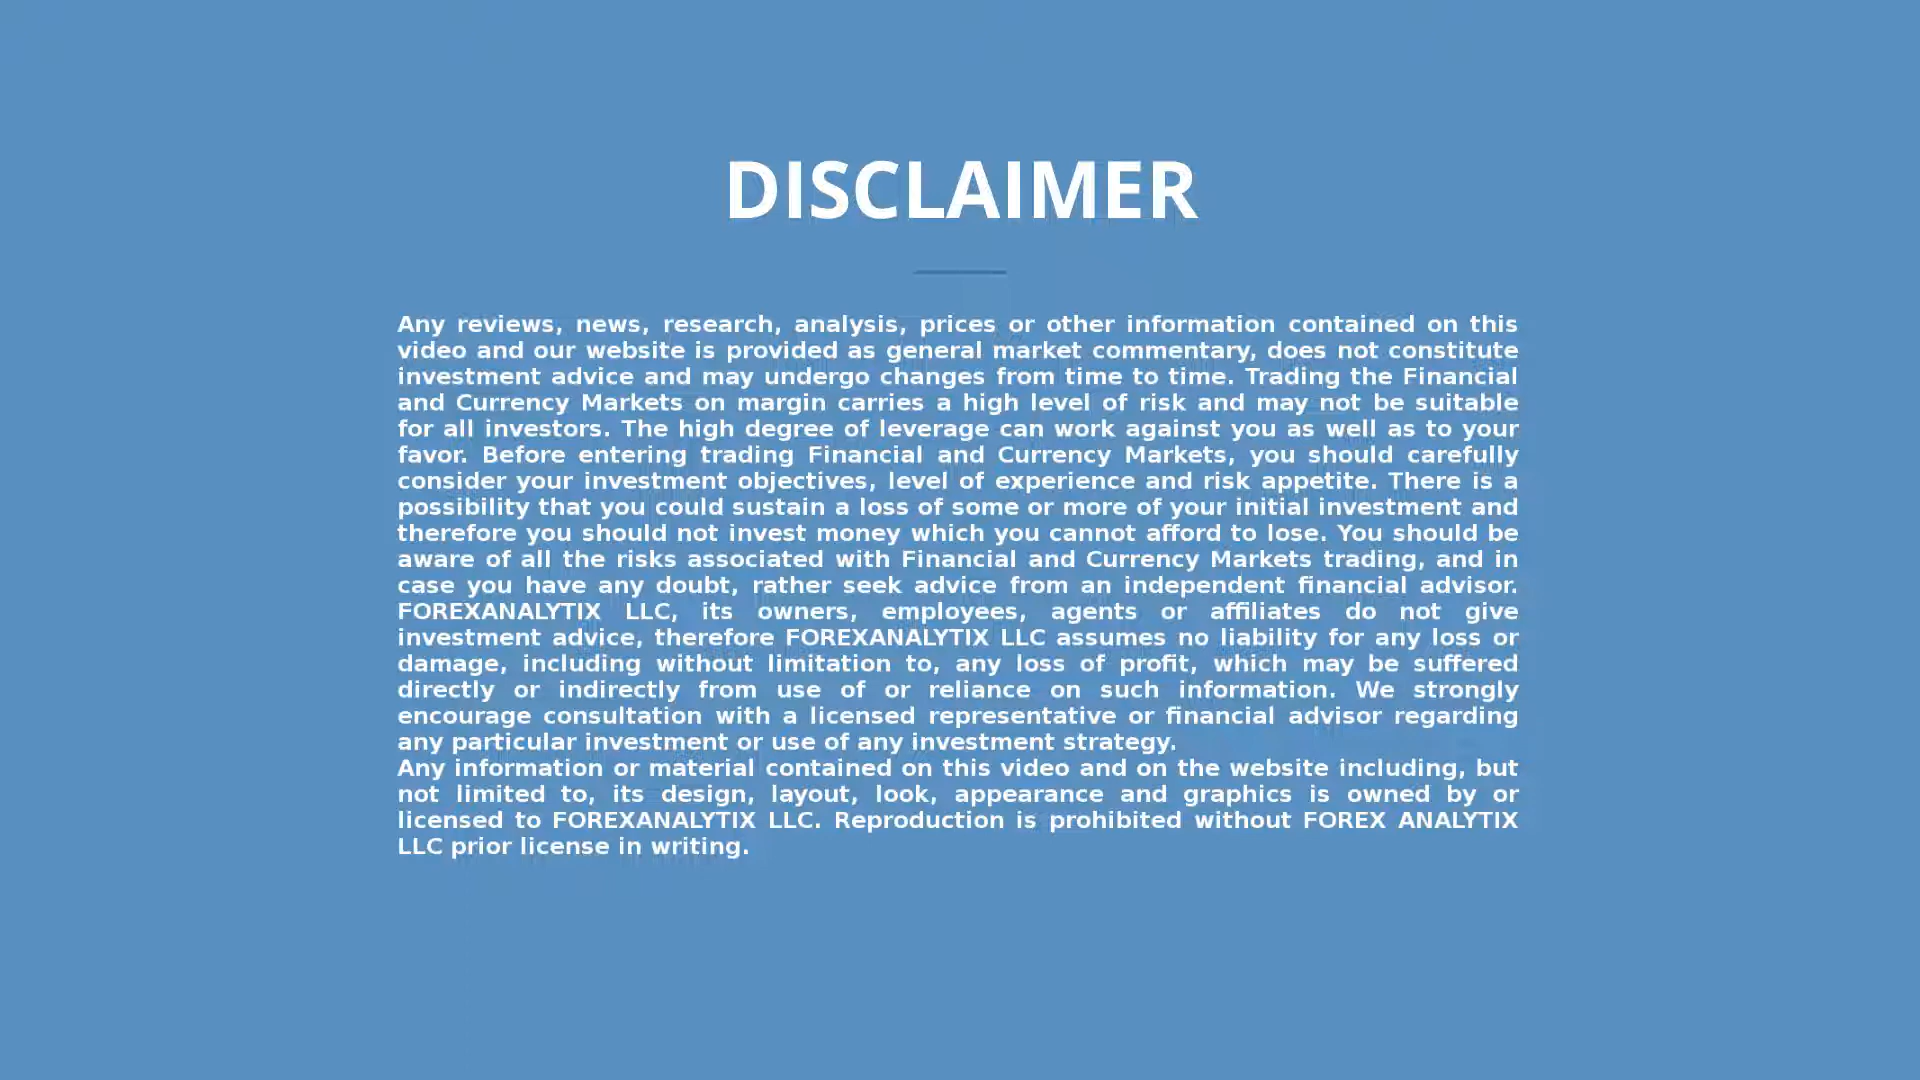 DISCLAIMER
Any reviews, news, research, analysis, prices or other information contained on this
video and our website is provided as general market commentary, does not constitute
investment advice and may undergo changes from time to time. Trading the Financial
and Currency Markets on margin carries a high level of risk and may not be suitable
for all investors. The high degree of leverage can work against you as well as to your
favor. Before entering trading Financial and Currency Markets, you should carefully
consider your investment objectives, level of experience and risk appetite. There is a
possibility that you could sustain a loss of some or more of your initial investment and
therefore you should not invest money which you cannot afford to lose. You should be
aware of all the risks associated with Financial and Currency Markets trading, and in
case you have any doubt, rather seek advice from an independent financial advisor.
FOREXANALYTIX LLC, its owners, employees, agents or affiliates do not give
investment advice, therefore FOREXANALYTIX LLC assumes no liability for any loss or
damage, including without limitation to, any loss of profit, which may be suffered
directly or indirectly from use of or reliance on such information. We strongly
encourage consultation with a licensed representative or financial advisor regarding
any particular investment or use of any investment strategy.
Any information or material contained on this video and on the website including, but
not limited to, its design, layout, look, appearance and graphics is owned by or
licensed to FOREXANALYTIX LLC. Reproduction is prohibited without FOREX ANALYTIX
LLC prior license in writing.